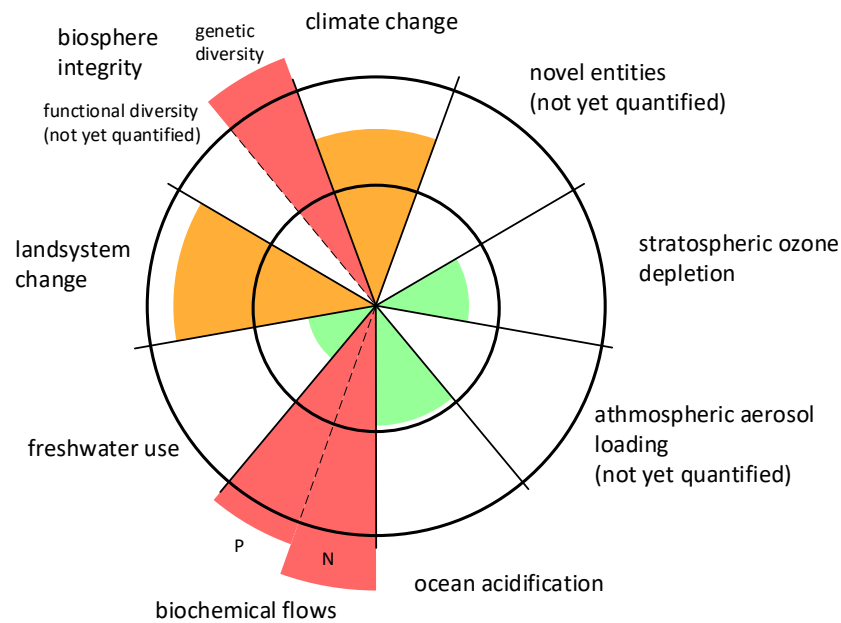 climate change
genetic
diversity
biosphere
integrity
functional diversity
(not yet quantified)
novel entities
(not yet quantified)
landsystem
change
stratospheric ozone
depletion
freshwater use
athmospheric aerosol
loading
(not yet quantified)
P
N
ocean acidification
biochemical flows